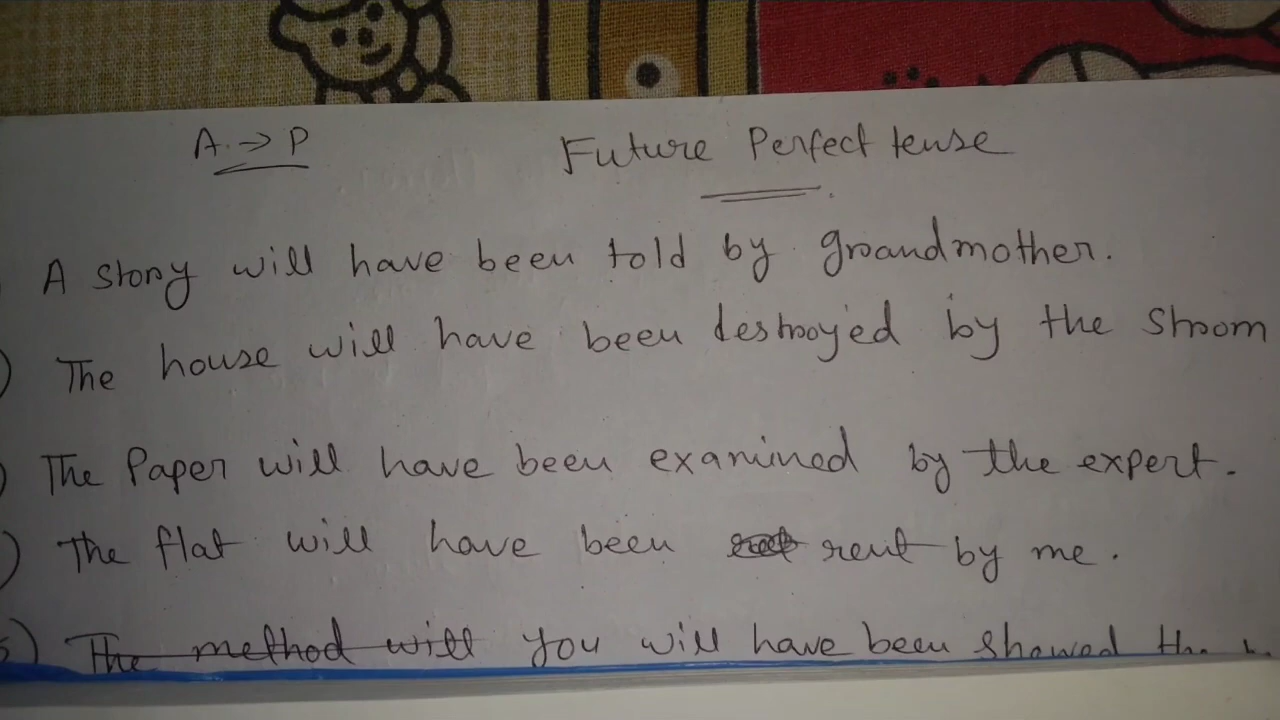 A. → P Future Perfect tense
A story will have been told by groandmother.
) The house will have been destroyed by the stroom
) The Paper will have been examined by the expert.
) The flat will have been rent by me.
5) The method will You will have been showed